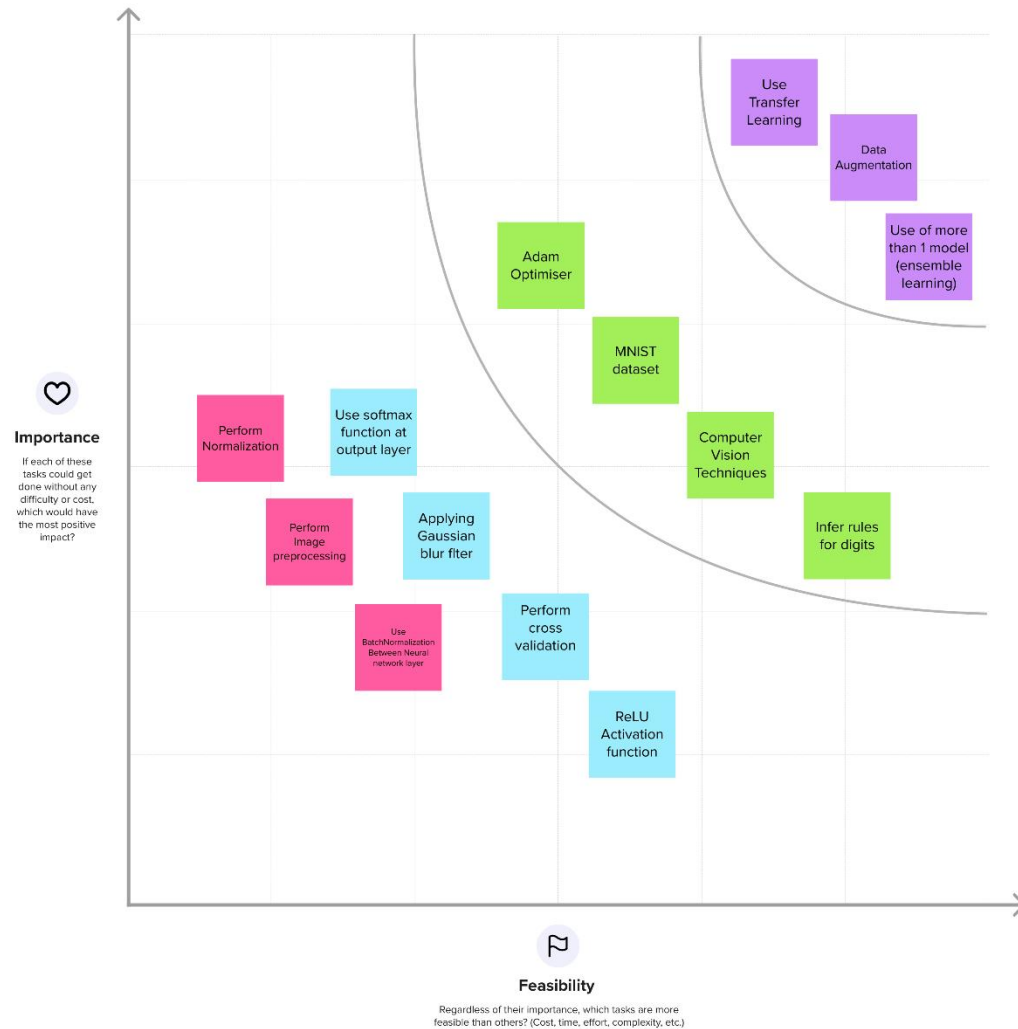 Use
Transfer
Learning
Data
Augmentation
Use of more
than 1 model
(ensemble
learning)
Adam
Optimiser
MNIST
dataset
Computer
Vision
Techniques
Infer rules
for digits
Perform
Normalization
Use softmax
function at
output layer
Perform
Image
preprocessing
Applying
Gaussian
blur flter
Use
BatchNormalization
Between Neural
network layer
Perform
cross
validation
ReLU
Activation
function
Importance
If each of these
tasks could get
done without any
difficulty or cost,
which would have
the most positive
impact?
Feasibility
Regardless of their importance, which tasks are more
feasible than others? (Cost, time, effort, complexity, etc.)